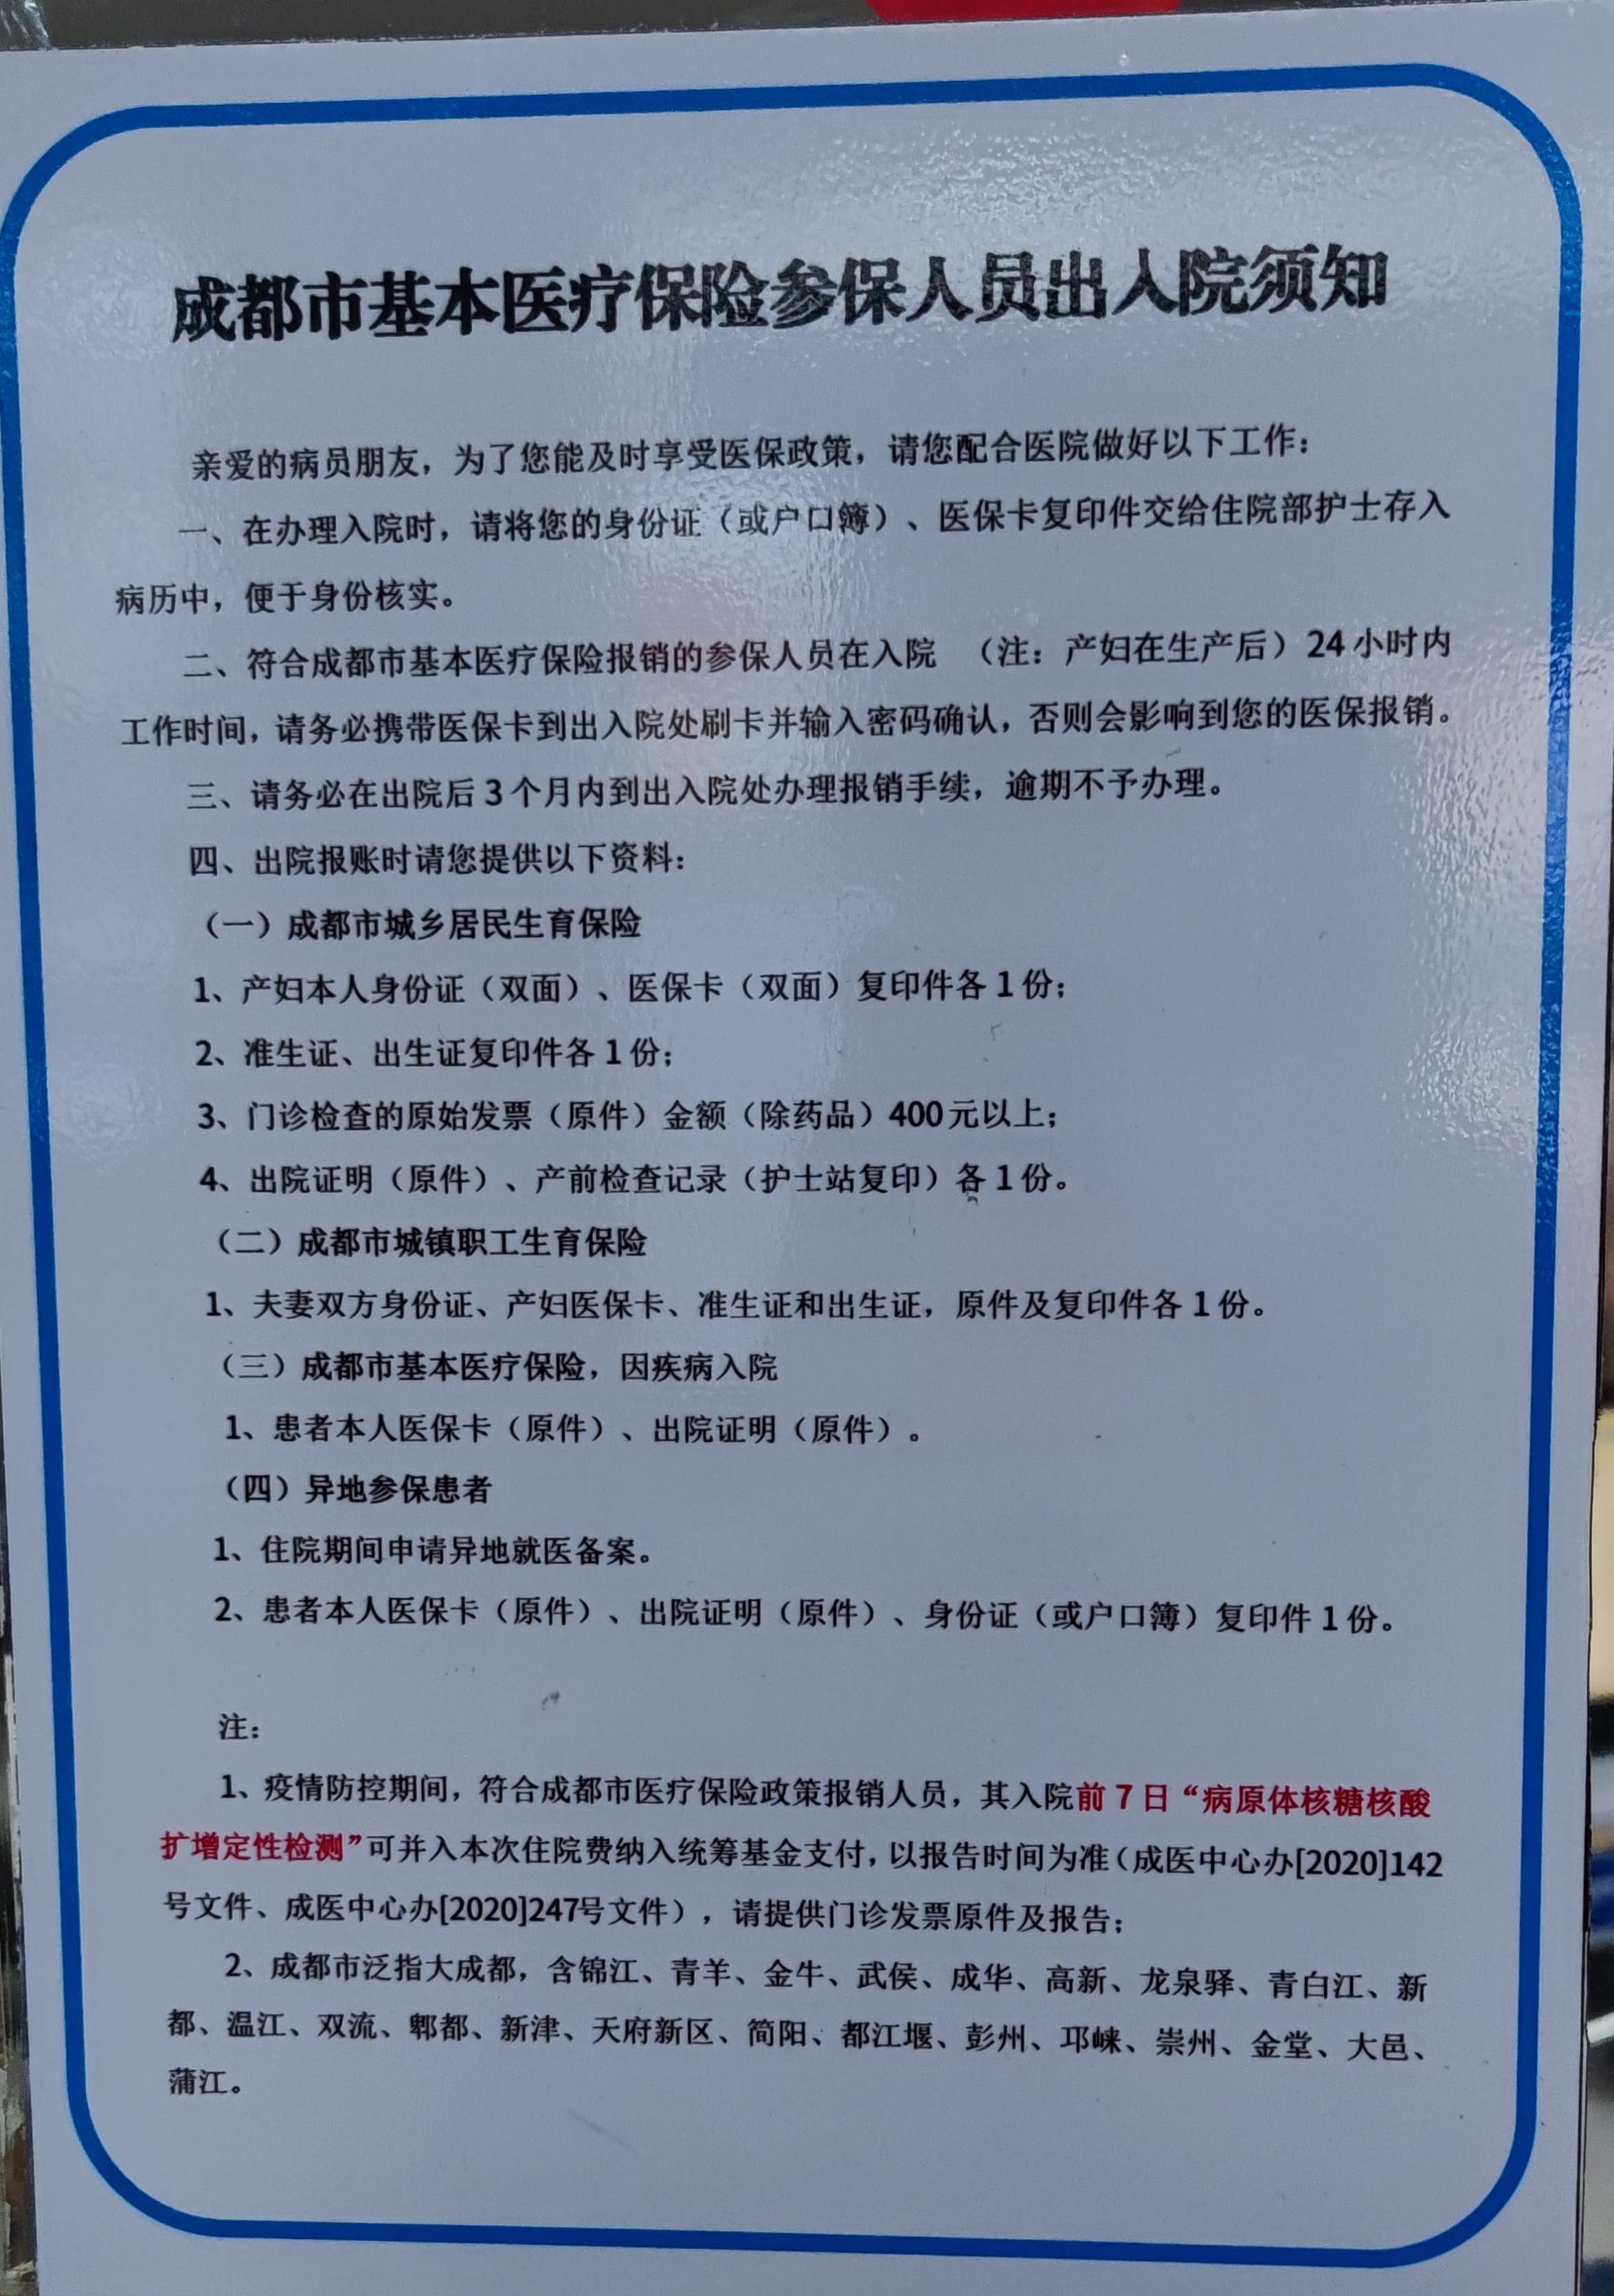 成都市基本医疗保险参保人员出入院须知
亲爱的病员朋友，为了您能及时享受医保政策，请您配合医院做好以下工作：
一、在办理入院时，请将您的身份证（或户口簿）、医保卡复印件交给住院部护士存入
病历中，便于身份核实。
二、符合成都市基本医疗保险报销的参保人员在入院 （注：产妇在生产后）24小时内
工作时间，请务必携带医保卡到出入院处刷卡并输入密码确认，否则会影响到您的医保报销。
三、请务必在出院后3个月内到出入院处办理报销手续，逾期不予办理。
四、出院报账时请您提供以下资料：
（一）成都市城乡居民生育保险
1、产妇本人身份证（双面）、医保卡（双面）复印件各1份；
2、准生证、出生证复印件各1份；
3、门诊检查的原始发票（原件）金额（除药品）400元以上；
4、出院证明（原件）、产前检查记录（护士站复印）各1份。
（二）成都市城镇职工生育保险
1、夫妻双方身份证、产妇医保卡、准生证和出生证，原件及复印件各1份。
（三）成都市基本医疗保险，因疾病入院
1、患者本人医保卡（原件）、出院证明（原件）。
（四）异地参保患者
1、住院期间申请异地就医备案。
2、患者本人医保卡（原件）、出院证明（原件）、身份证（或户口簿）复印件1份。
注：
1、疫情防控期间，符合成都市医疗保险政策报销人员，其入院前7日“病原体核糖核酸
扩增定性检测”可并入本次住院费纳入统筹基金支付，以报告时间为准（成医中心办[2020]142
号文件、成医中心办[2020]247号文件），请提供门诊发票原件及报告；
2、成都市泛指大成都，含锦江、青羊、金牛、武侯、成华、高新、龙泉驿、青白江、新
都、温江、双流、郫都、新津、天府新区、简阳、都江堰、彭州、邛崃、崇州、金堂、大邑、
蒲江。